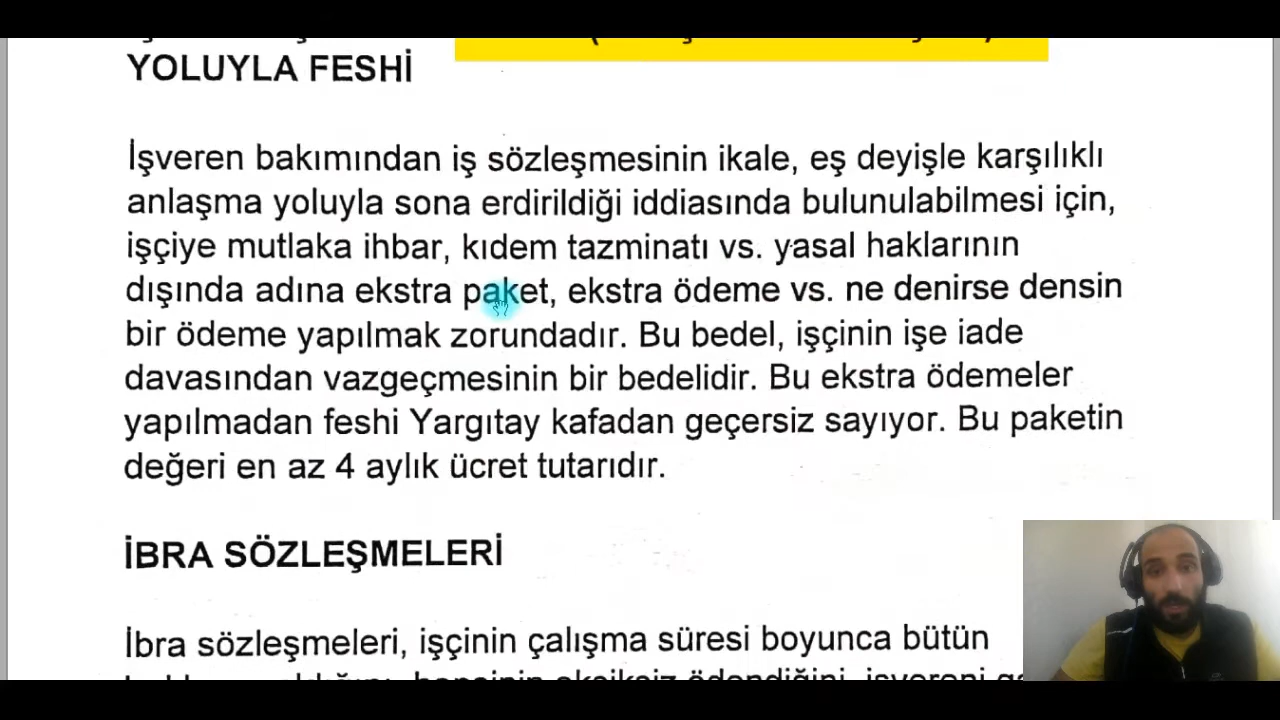 YOLUYLA FESHİ
İşveren bakımından iş sözleşmesinin ikale, eş deyişle karşılıklı
anlaşma yoluyla sona erdirildiği iddiasında bulunulabilmesi için,
işçiye mutlaka ihbar, kıdem tazminatı vs. yasal haklarının
dışında adına ekstra paket, ekstra ödeme vs. ne denirse densin
bir ödeme yapılmak zorundadır. Bu bedel, işçinin işe iade
davasından vazgeçmesinin bir bedelidir. Bu ekstra ödemeler
yapılmadan feshi Yargıtay kafadan geçersiz sayıyor. Bu paketin
değeri en az 4 aylık ücret tutarıdır.
İBRA SÖZLEŞMELERİ
İbra sözleşmeleri, işçinin çalışma süresi boyunca bütün